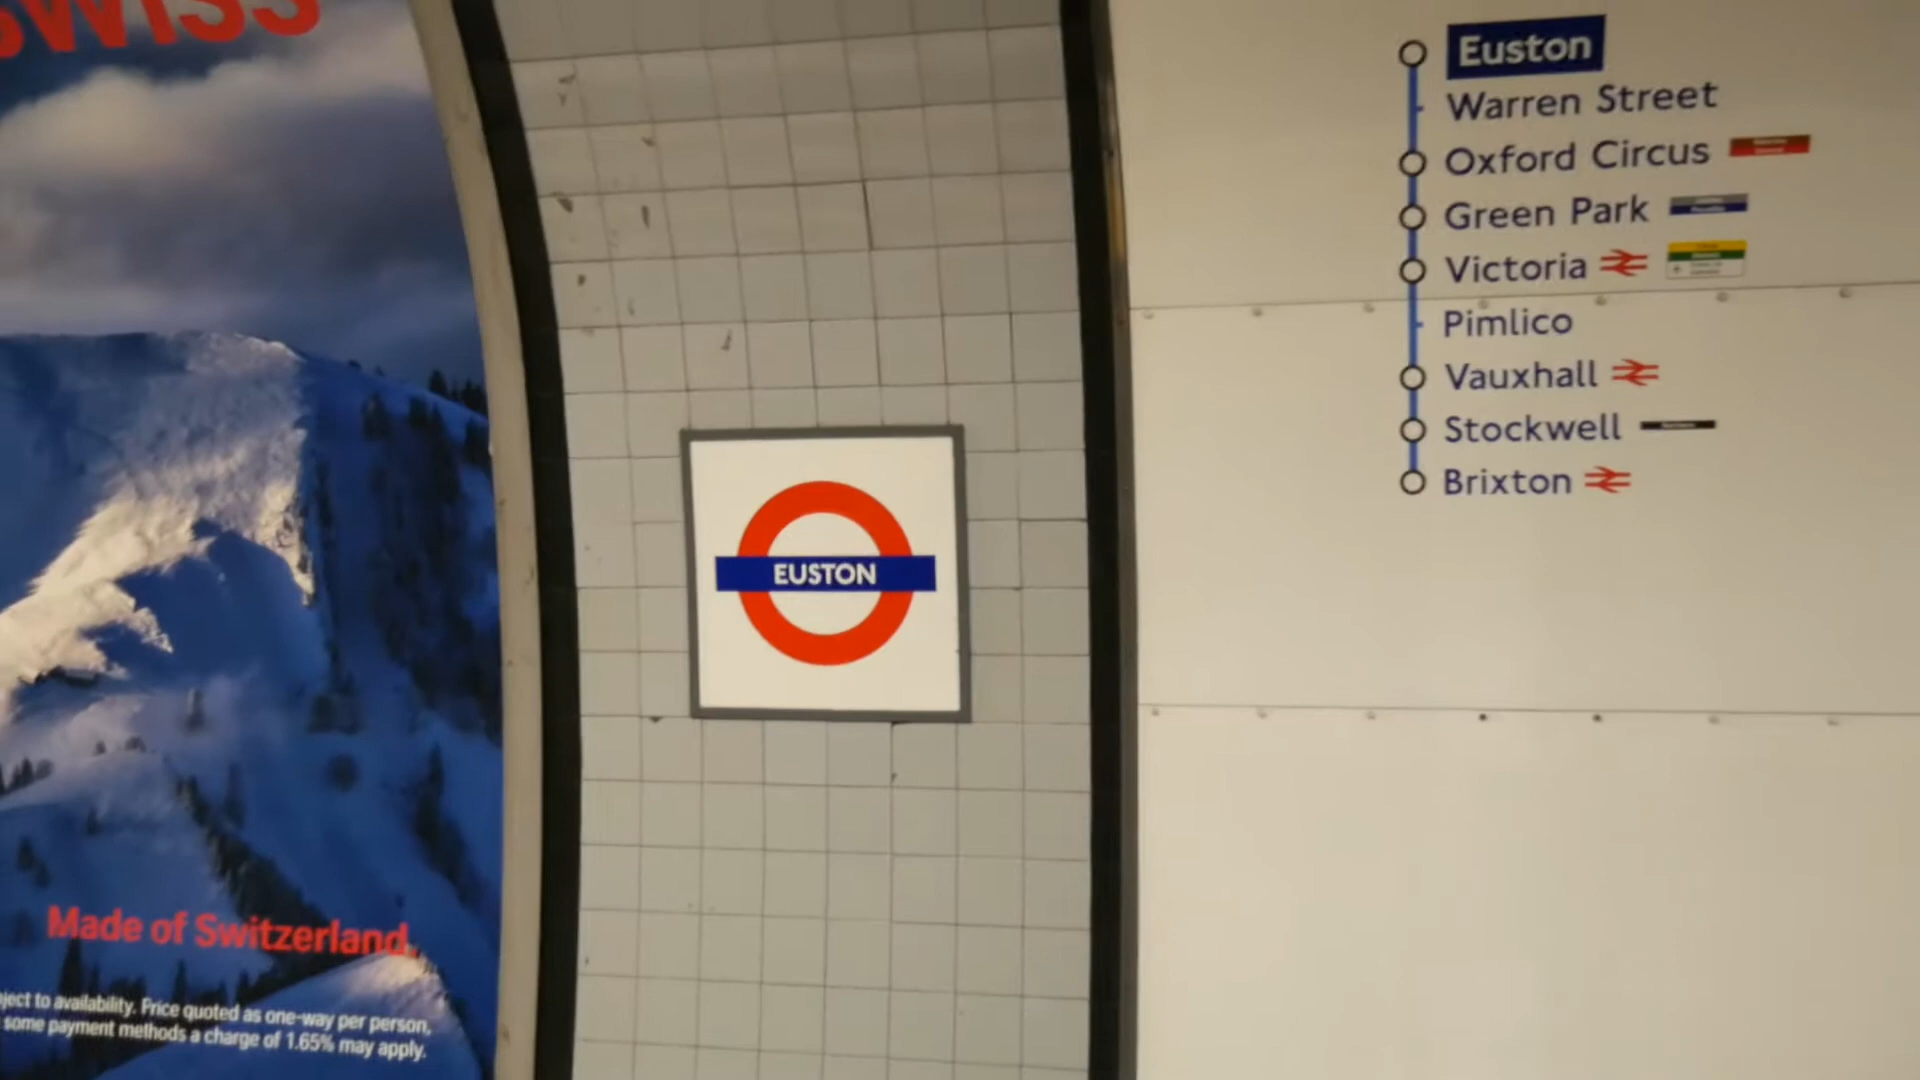 SWISS
Made of Switzerland.
ject to availability. Price quoted as one-way per person,
some payment methods a charge of 1.65% may apply.
EUSTON
Euston
Warren Street
Oxford Circus
Green Park
Victoria
Pimlico
Vauxhall
Stockwell
Brixton